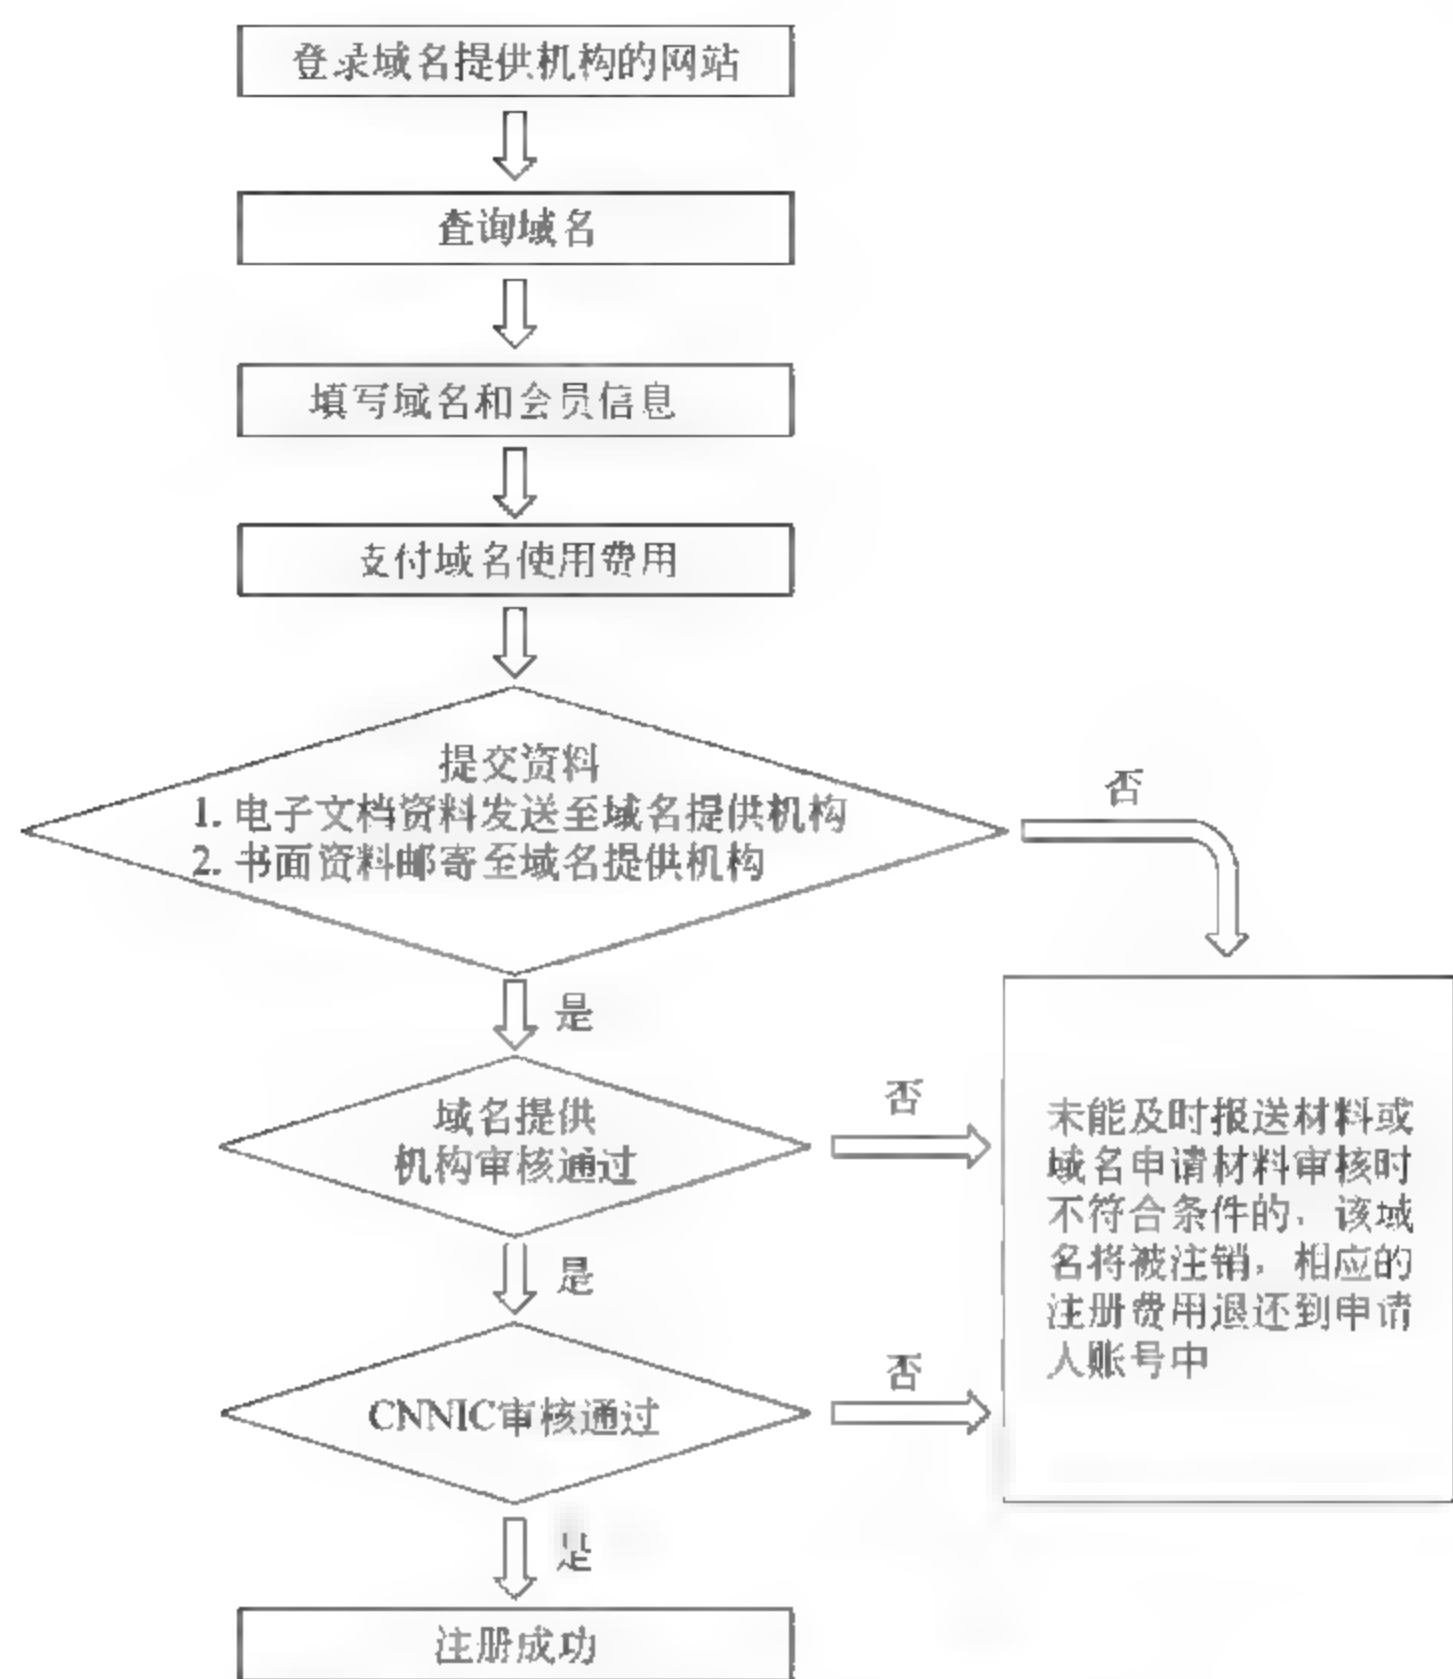 登录域名提供机构的网站
查询域名
填写域名和会员信息
支付域名使用费用
提交资料
1. 电子文档资料发送至域名提供机构
2. 书面资料邮寄至域名提供机构
否
是
域名提供
机构审核通过
否
未能及时报送材料或
域名申请材料审核时
不符合条件的，该域
名将被注销，相应的
注册费用退还到申请
人账号中
是
CNNIC审核通过
否
是
注册成功